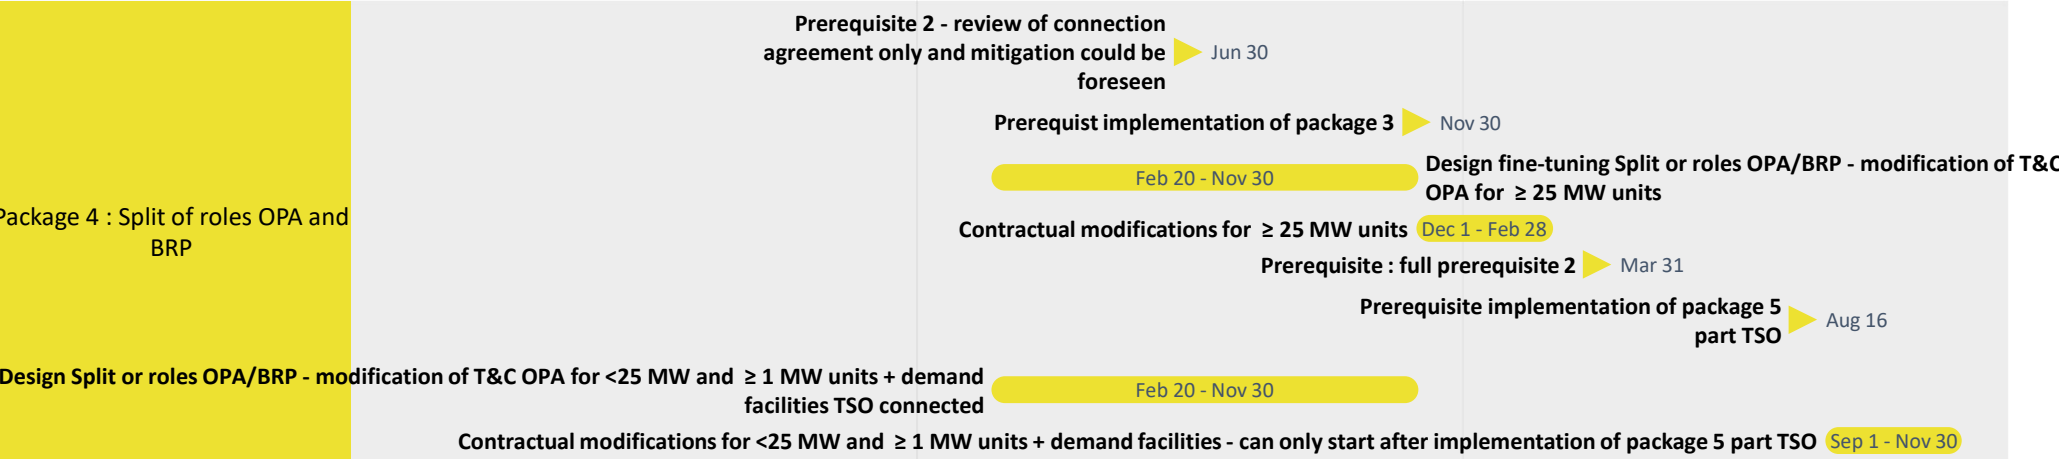 Package 4 : Split of roles OPA and
BRP
Prerequisite 2 - review of connection
agreement only and mitigation could be
foreseen
Jun 30
Prerequist implementation of package 3
Nov 30
Feb 20 - Nov 30
Design fine-tuning Split or roles OPA/BRP - modification of T&C
OPA for ≥ 25 MW units
Contractual modifications for ≥ 25 MW units
Dec 1 - Feb 28
Prerequisite : full prerequisite 2
Mar 31
Prerequisite implementation of package 5
part TSO
Aug 16
Design Split or roles OPA/BRP - modification of T&C OPA for <25 MW and ≥ 1 MW units + demand
facilities TSO connected
Feb 20 - Nov 30
Contractual modifications for <25 MW and ≥ 1 MW units + demand facilities - can only start after implementation of package 5 part TSO
Sep 1 - Nov 30